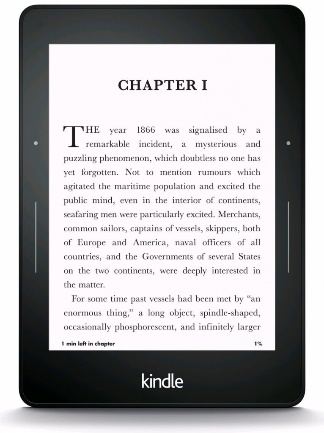 CHAPTER I
THE year 1866 was signalised by a
remarkable incident, a mysterious and
puzzling phenomenon, which doubtless no one has
yet forgotten. Not to mention rumours which
agitated the maritime population and excited the
public mind, even in the interior of continents,
seafaring men were particularly excited. Merchants,
common sailors, captains of vessels, skippers, both
of Europe and America, naval officers of all
countries, and the Governments of several States
on the two continents, were deeply interested in
the matter.
For some time past vessels had been met by “an
enormous thing,” a long object, spindle-shaped,
occasionally phosphorescent, and infinitely larger
1 min left in chapter 1%
kindle